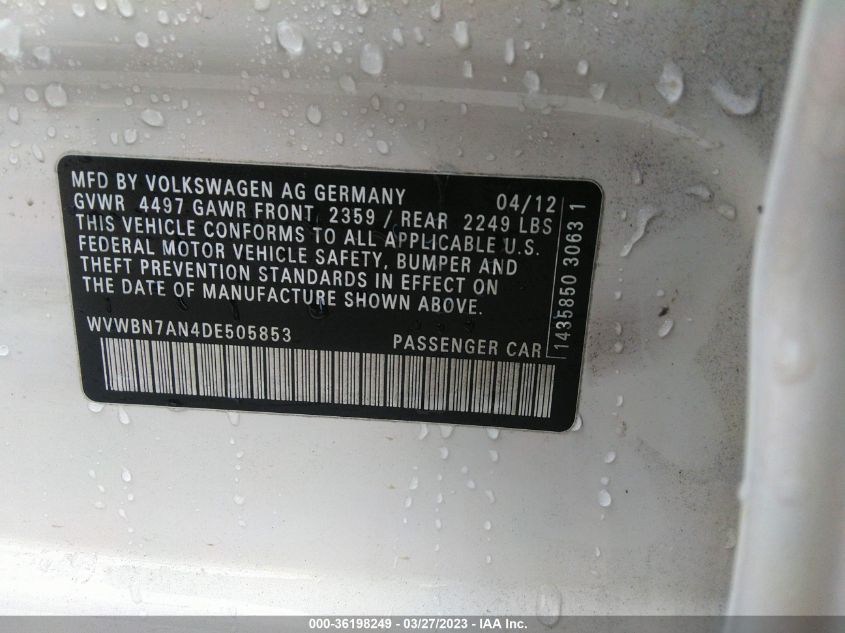 MFD BY VOLKSWAGEN AG GERMANY 04/12
GVWR 4497 GAWR FRONT 2359 / REAR 2249 LBS
THIS VEHICLE CONFORMS TO ALL APPLICABLE U.S.
FEDERAL MOTOR VEHICLE SAFETY, BUMPER AND
THEFT PREVENTION STANDARDS IN EFFECT ON
THE DATE OF MANUFACTURE SHOWN ABOVE.
WVWBN7AN4DE505853 PASSENGER CAR
1435850 3063 1
000-36198249 - 03/27/2023 - IAA Inc.